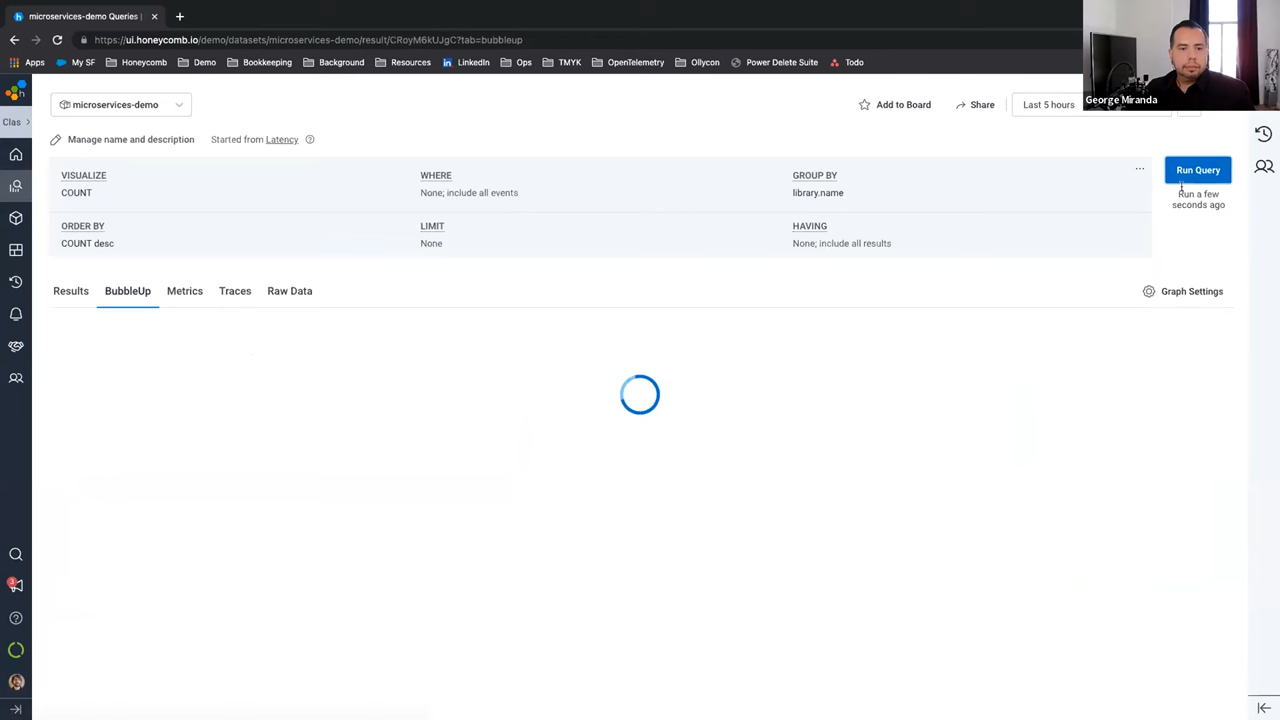 microservices-demo Queries |
https://ui.honeycomb.io/demo/datasets/microservices-demo/result/CRoyM6kUJgC?tab=bubbleup
Apps My SF Honeycomb Demo Bookkeeping Background Resources LinkedIn Ops TMYK OpenTelemetry Ollycon Power Delete Suite Todo
George Miranda
microservices-demo Add to Board Share Last 5 hours
Clas
Manage name and description Started from Latency
VISUALIZE WHERE GROUP BY
COUNT None; include all events library.name
Run Query
Run a few
seconds ago
ORDER BY LIMIT HAVING
COUNT desc None None; include all results
Results BubbleUp Metrics Traces Raw Data Graph Settings
3